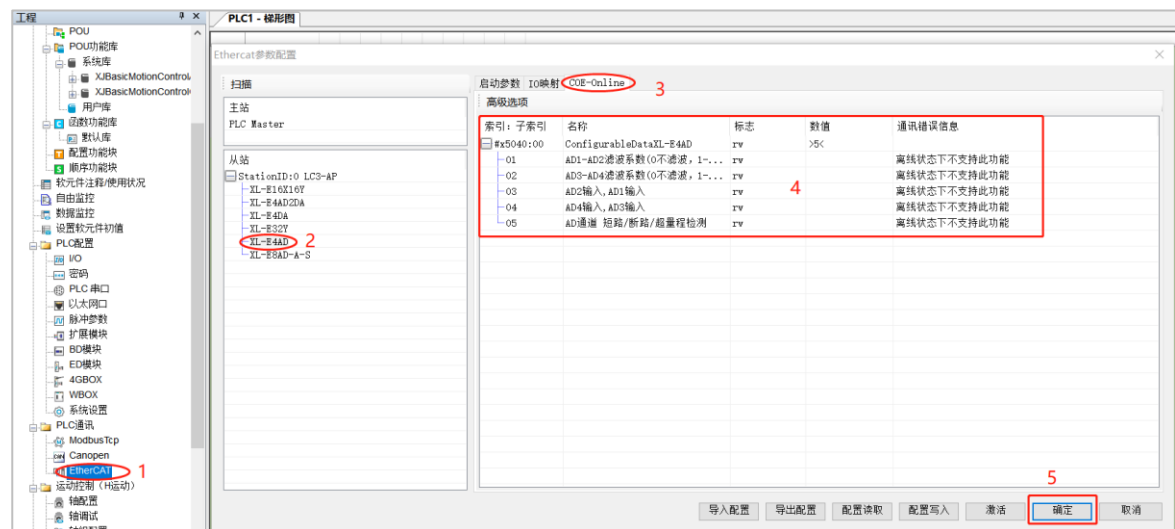 工程
POU
POU功能库
系统库
XJBasicMotionControl
XJBasicMotionControl
用户库
函数功能库
默认库
配置功能块
顺序功能块
软元件注释/使用状况
自由监控
数据监控
设置软元件初值
PLC配置
I/O
密码
PLC 串口
以太网口
脉冲参数
扩展模块
BD模块
ED模块
4GBOX
WBOX
系统设置
PLC通讯
ModbusTcp
Canopen
EtherCAT
1
运动控制（H运动）
轴配置
轴调试
PLC1 - 梯形图
Ethercat参数配置
扫描
主站
PLC Master
从站
StationID:0 LC3-AP
XL-E16X16Y
XL-E4AD2DA
XL-E4DA
XL-E32Y
XL-E4AD 2
XL-E8AD-A-S
启动参数 IO映射 COE-Online 3
高级选项
索引: 子索引 名称 标志 数值 通讯错误信息
#x5040:00 ConfigurableDataXL-E4AD rw >5<
01 AD1-AD2滤波系数(0不滤波, 1-... rw 离线状态下不支持此功能
02 AD3-AD4滤波系数(0不滤波, 1-... rw 离线状态下不支持此功能
03 AD2输入,AD1输入 rw 离线状态下不支持此功能
04 AD4输入,AD3输入 rw 离线状态下不支持此功能
05 AD通道 短路/断路/超量程检测 rw 离线状态下不支持此功能
4
5
导入配置 导出配置 配置读取 配置写入 激活 确定 取消